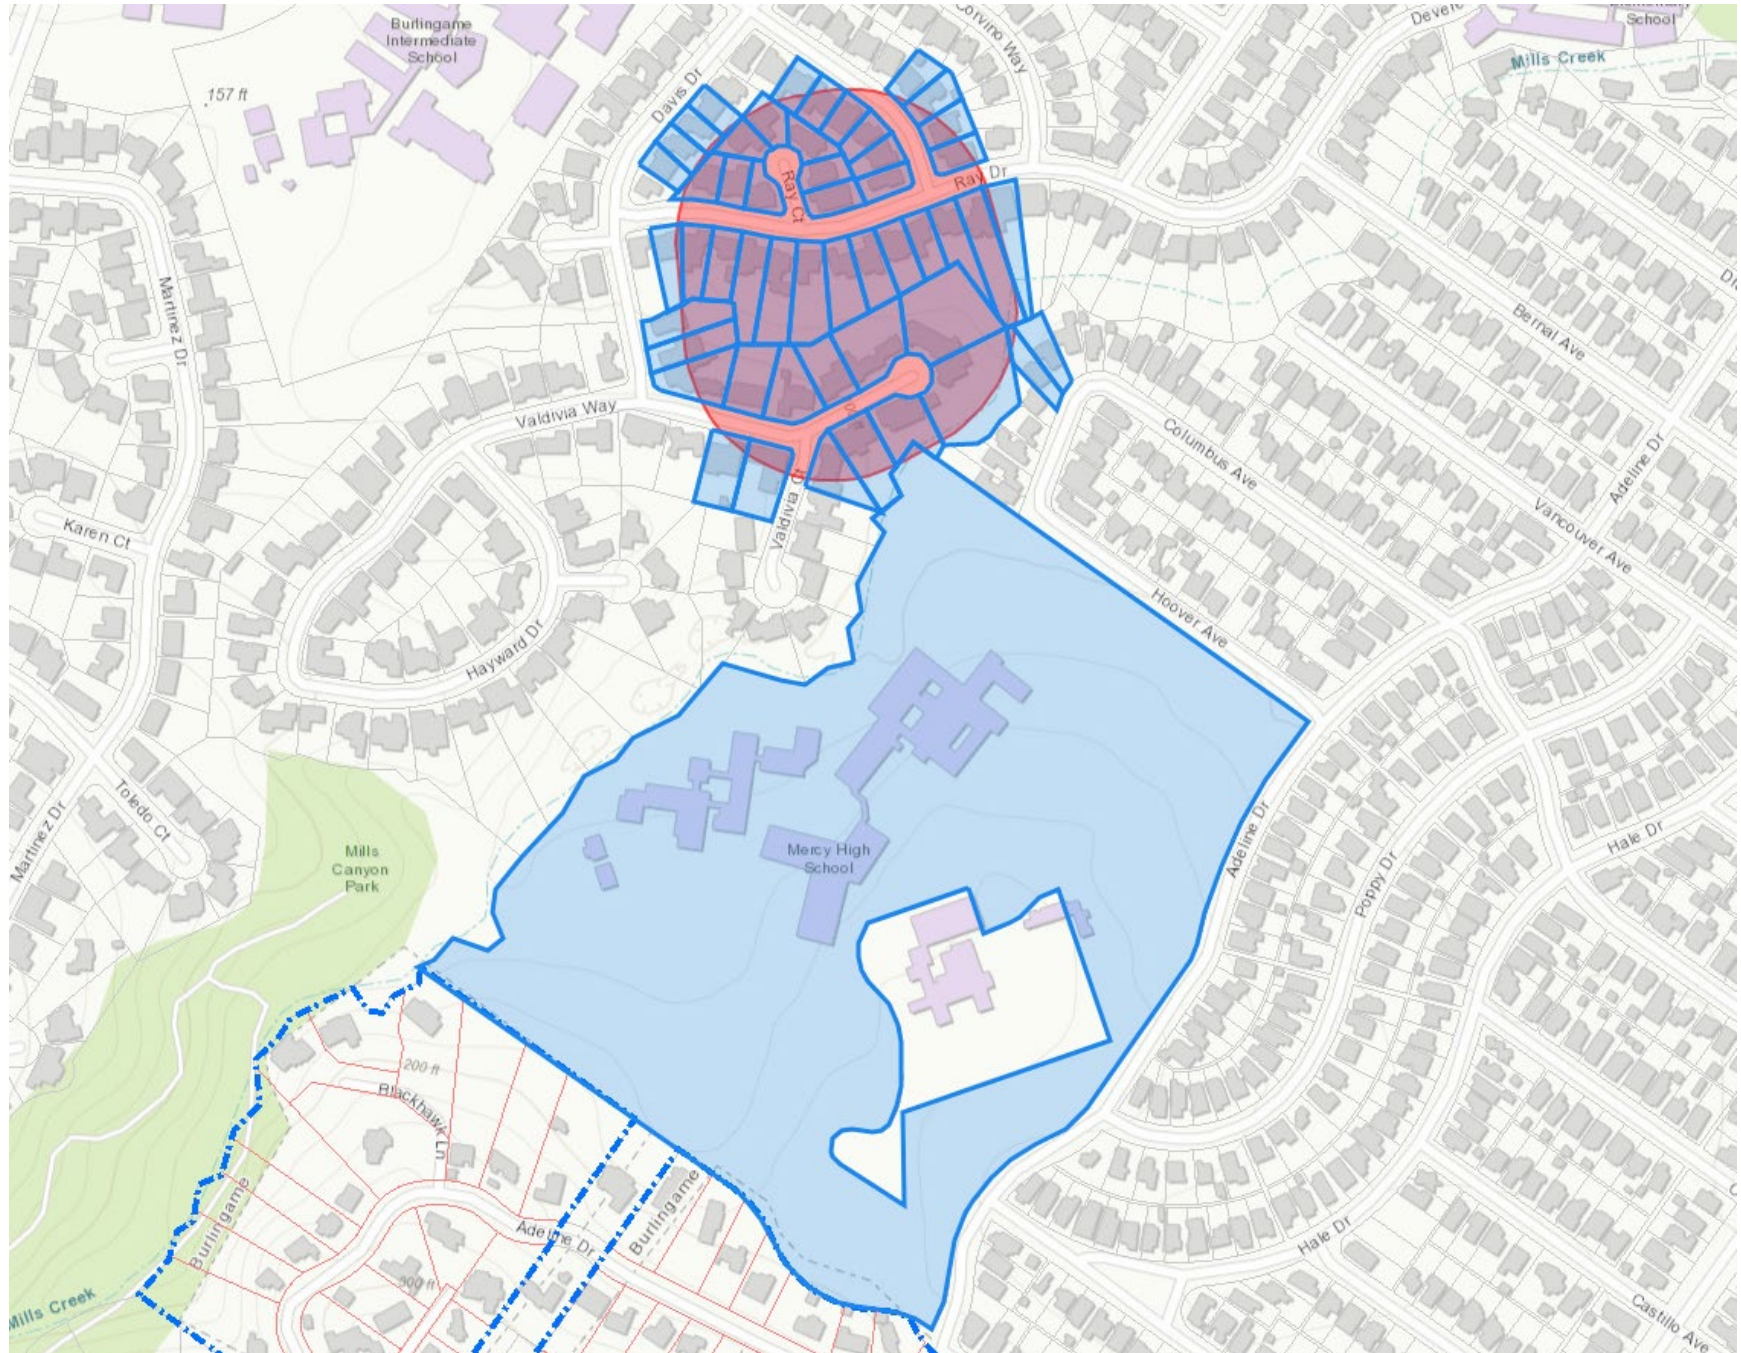 Burlingame
Intermediate
School
Corvino Way
School
Mills Creek
157 ft
Davis Dr
Ray Ct
Ray Dr
Martinez Dr
Bernal Ave
Valdivia Way
Columbus Ave
Adeline Dr
Vancouver Ave
Karen Ct
Valdivia
Hoover Ave
Hayward Dr
Toledo Ct
Martinez Dr
Mills
Canyon
Park
Mercy High
School
Adeline Dr
Poppy Dr
Hale Dr
200 ft
Blackhawk Ln
Burlingame
Burlingame
Adeline Dr
Hale Dr
300 ft
Mills Creek
Castillo Ave